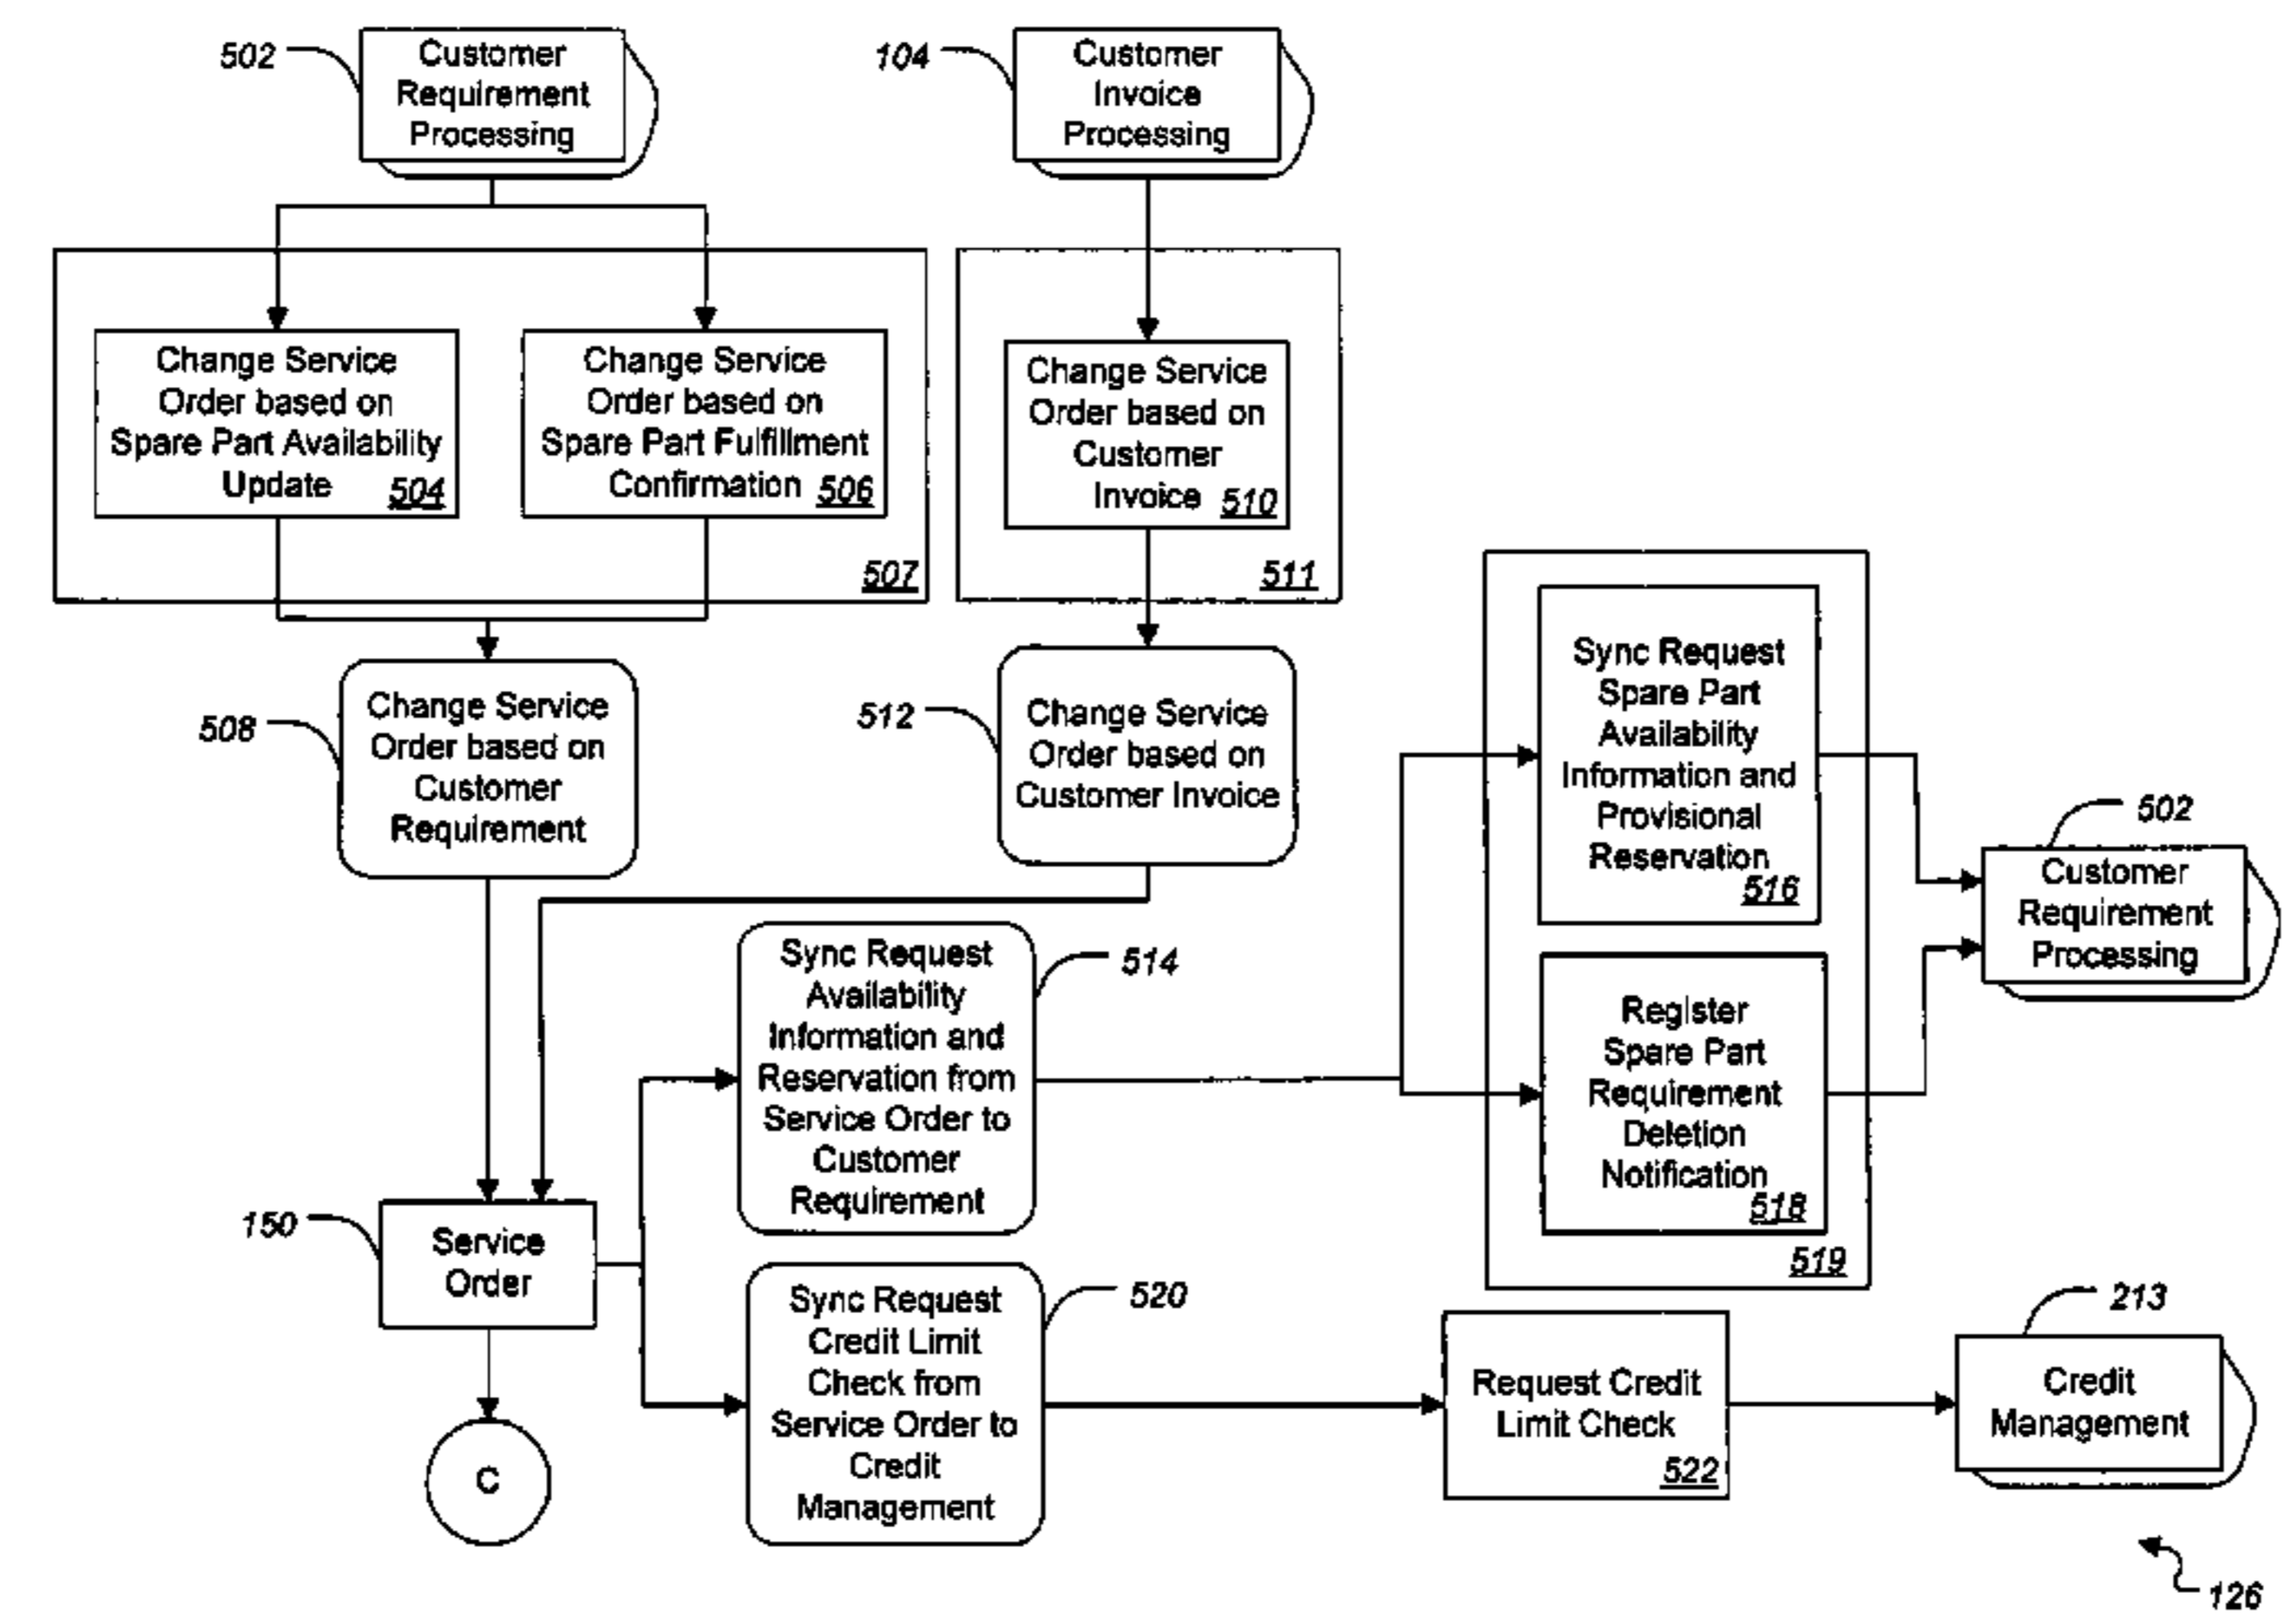 502
Customer
Requirement
Processing
104
Customer
Invoice
Processing
Change Service
Order based on
Spare Part Availability
Update 504
Change Service
Order based on
Spare Part Fulfillment
Confirmation 506
507
Change Service
Order based on
Customer
Invoice 510
511
508
Change Service
Order based on
Customer
Requirement
512
Change Service
Order based on
Customer Invoice
Sync Request
Spare Part
Availability
Information and
Provisional
Reservation
516
502
Customer
Requirement
Processing
Sync Request
Availability
Information and
Reservation from
Service Order to
Customer
Requirement
514
Register
Spare Part
Requirement
Deletion
Notification
518
519
150
Service
Order
C
Sync Request
Credit Limit
Check from
Service Order to
Credit
Management
520
Request Credit
Limit Check
522
213
Credit
Management
126